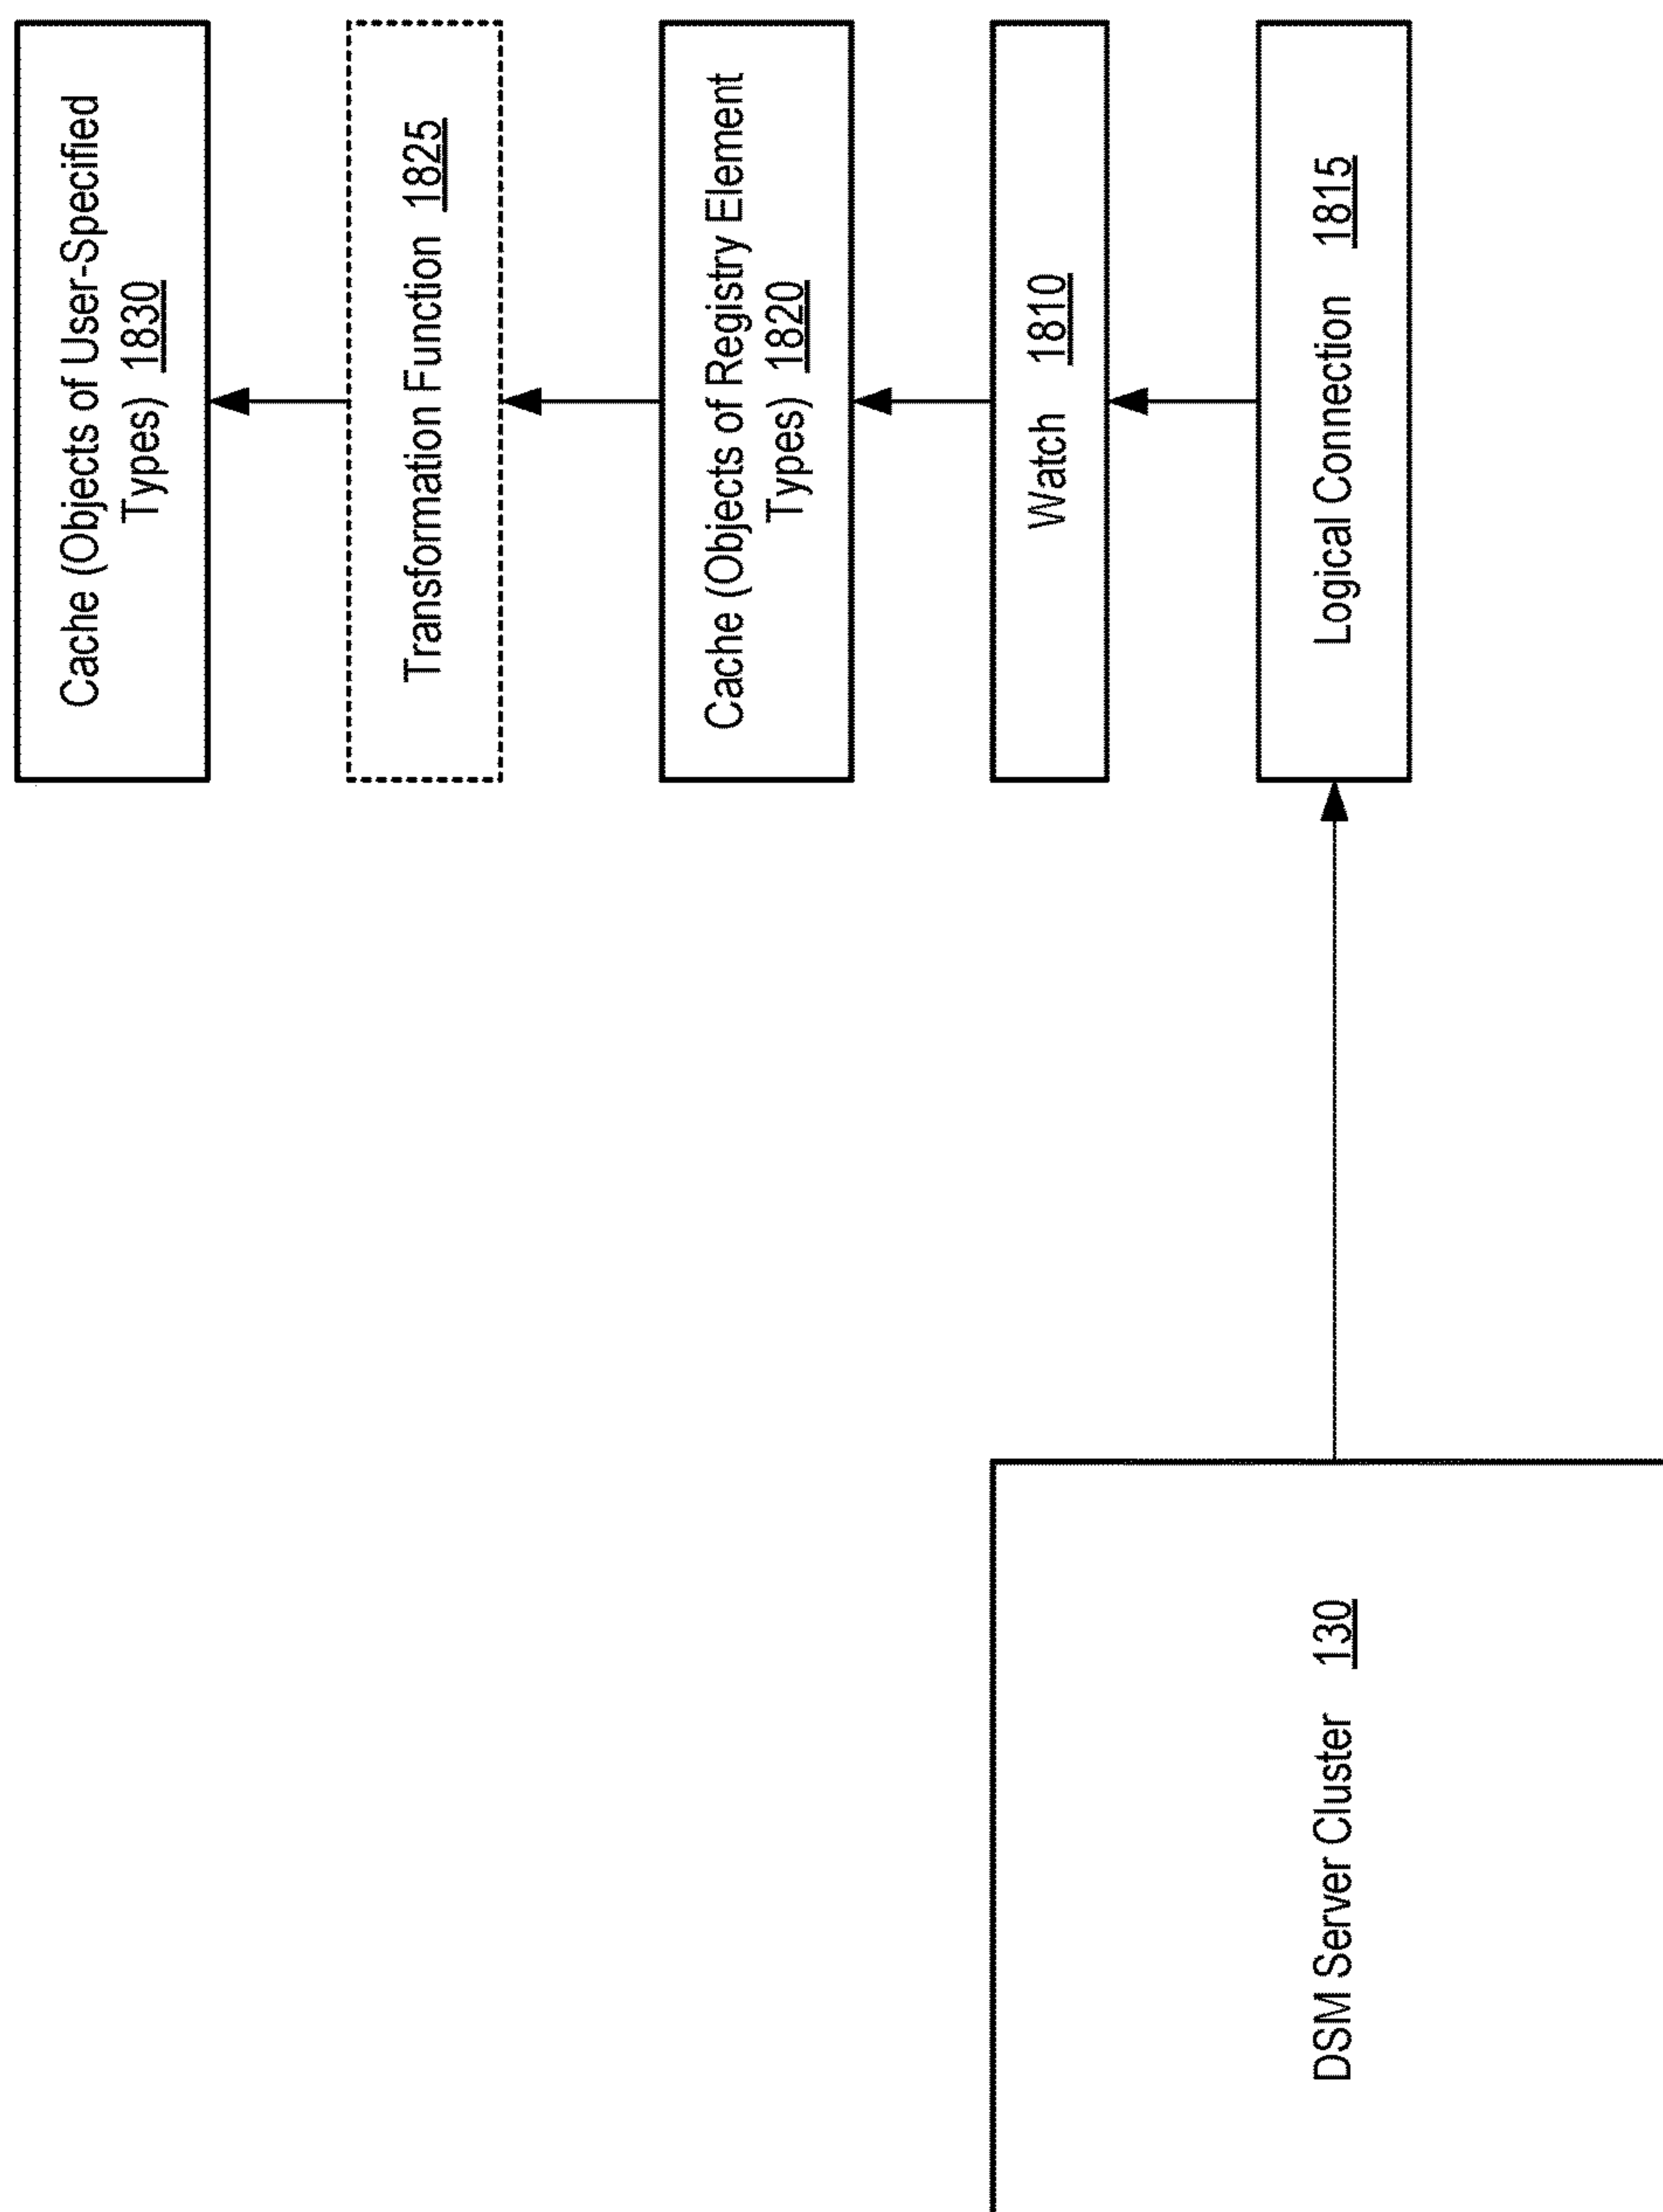 Cache (Objects of User-Specified
Types) 1830
Transformation Function 1825
Cache (Objects of Registry Element
Types) 1820
Watch 1810
Logical Connection 1815
DSM Server Cluster 130